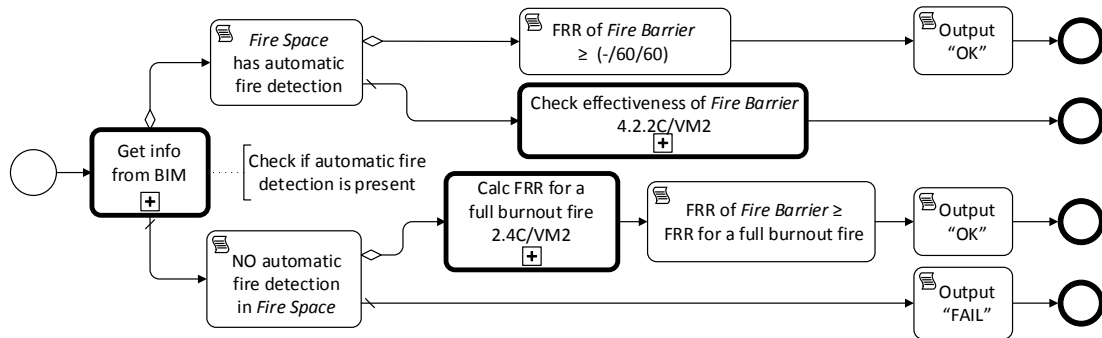 Fire Space
has automatic
fire detection
FRR of Fire Barrier
≥ (-/60/60)
Output
“OK”
Check effectiveness of Fire Barrier
4.2.2C/VM2
Get info
from BIM
Check if automatic fire
detection is present
Calc FRR for a
full burnout fire
2.4C/VM2
FRR of Fire Barrier ≥
FRR for a full burnout fire
Output
“OK”
NO automatic
fire detection
in Fire Space
Output
“FAIL”